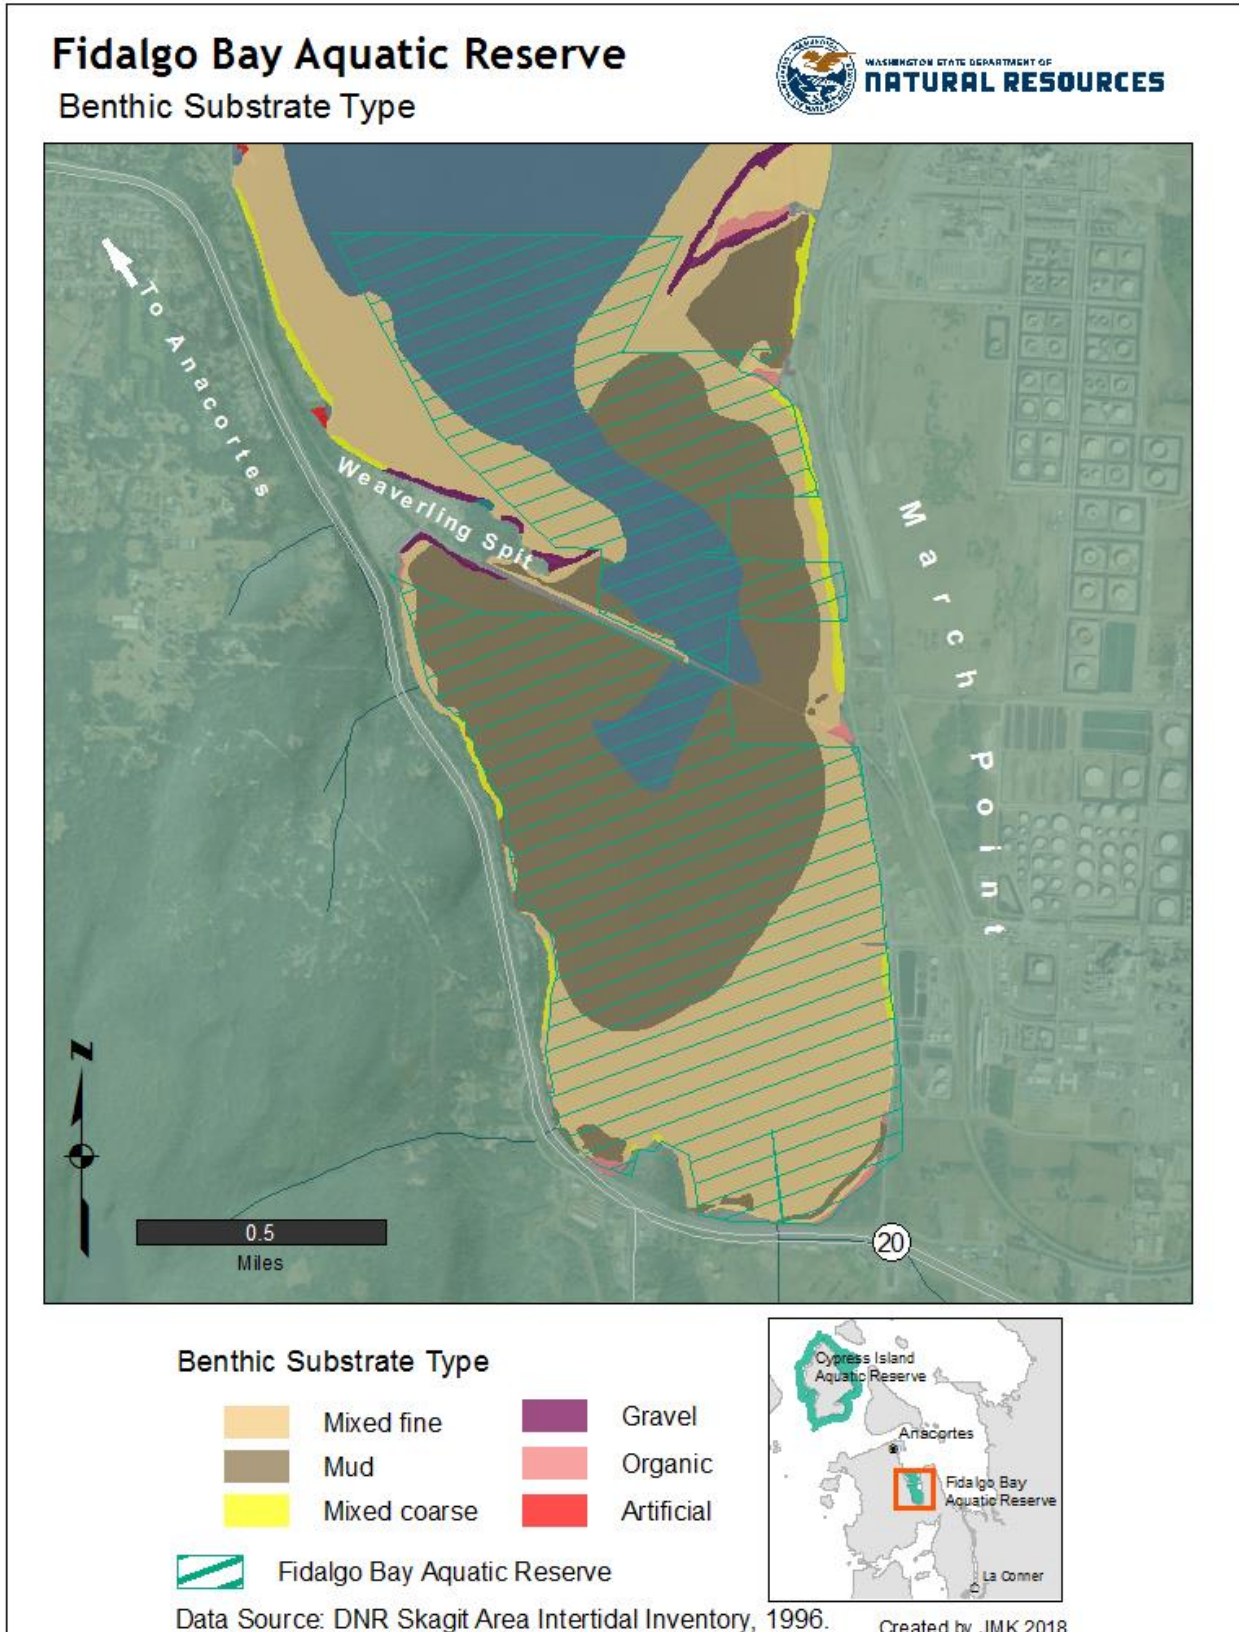 Fidalgo Bay Aquatic Reserve
Benthic Substrate Type
WASHINGTON STATE DEPARTMENT OF
NATURAL RESOURCES
To Anacortes
Weaverling Spit
March Point
N
0.5
Miles
20
Benthic Substrate Type
Mixed fine
Mud
Mixed coarse
Gravel
Organic
Artificial
Fidalgo Bay Aquatic Reserve
Data Source: DNR Skagit Area Intertidal Inventory, 1996.
Cypress Island
Aquatic Reserve
Anacortes
Fidalgo Bay
Aquatic Reserve
La Conner
Created by JMK 2018